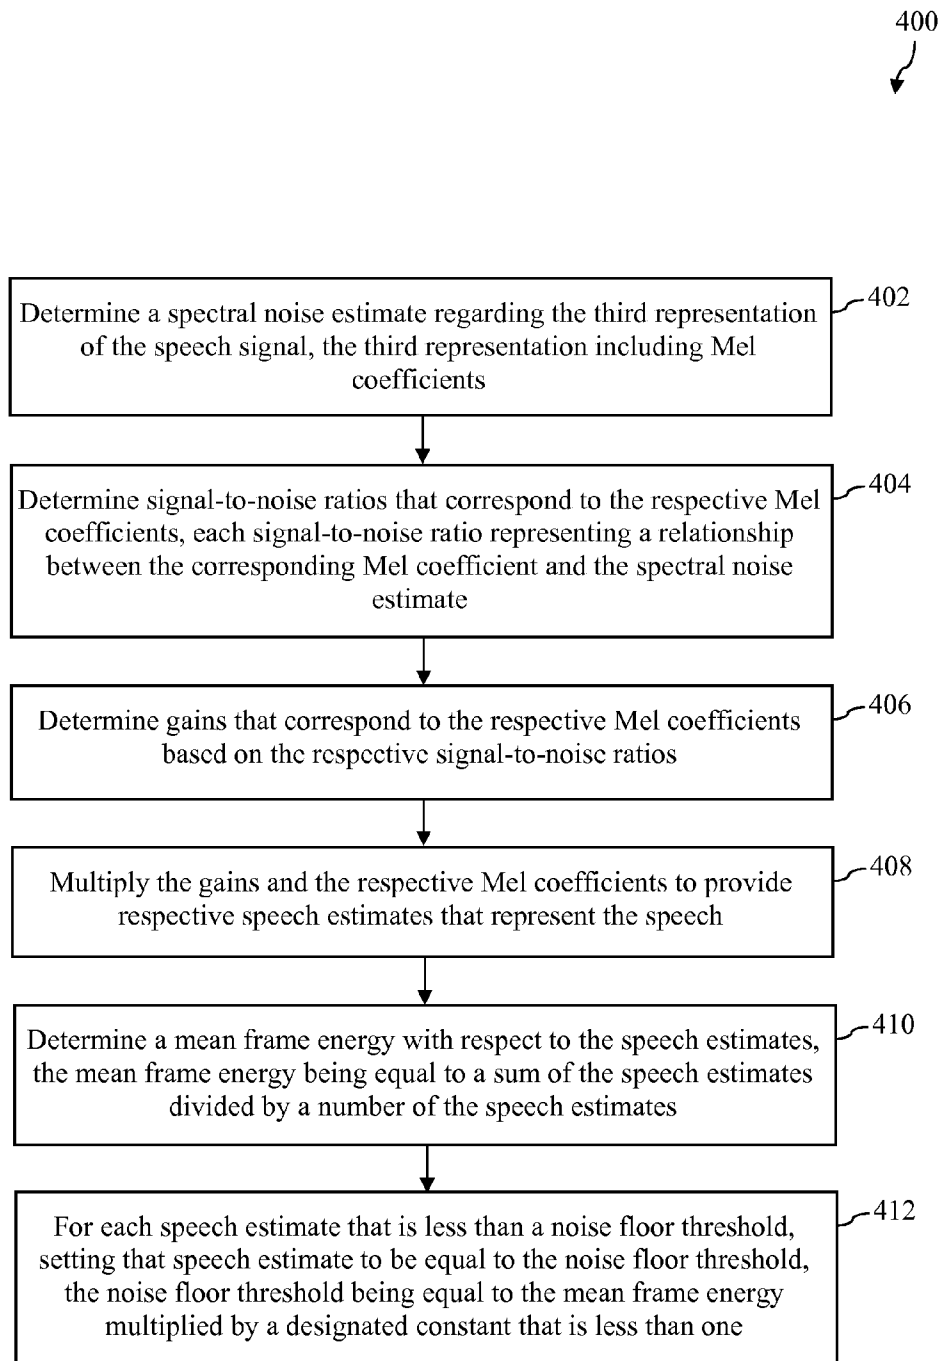 400
402
Determine a spectral noise estimate regarding the third representation
of the speech signal, the third representation including Mel
coefficients
404
Determine signal-to-noise ratios that correspond to the respective Mel
coefficients, each signal-to-noise ratio representing a relationship
between the corresponding Mel coefficient and the spectral noise
estimate
406
Determine gains that correspond to the respective Mel coefficients
based on the respective signal-to-noise ratios
408
Multiply the gains and the respective Mel coefficients to provide
respective speech estimates that represent the speech
410
Determine a mean frame energy with respect to the speech estimates,
the mean frame energy being equal to a sum of the speech estimates
divided by a number of the speech estimates
412
For each speech estimate that is less than a noise floor threshold,
setting that speech estimate to be equal to the noise floor threshold,
the noise floor threshold being equal to the mean frame energy
multiplied by a designated constant that is less than one